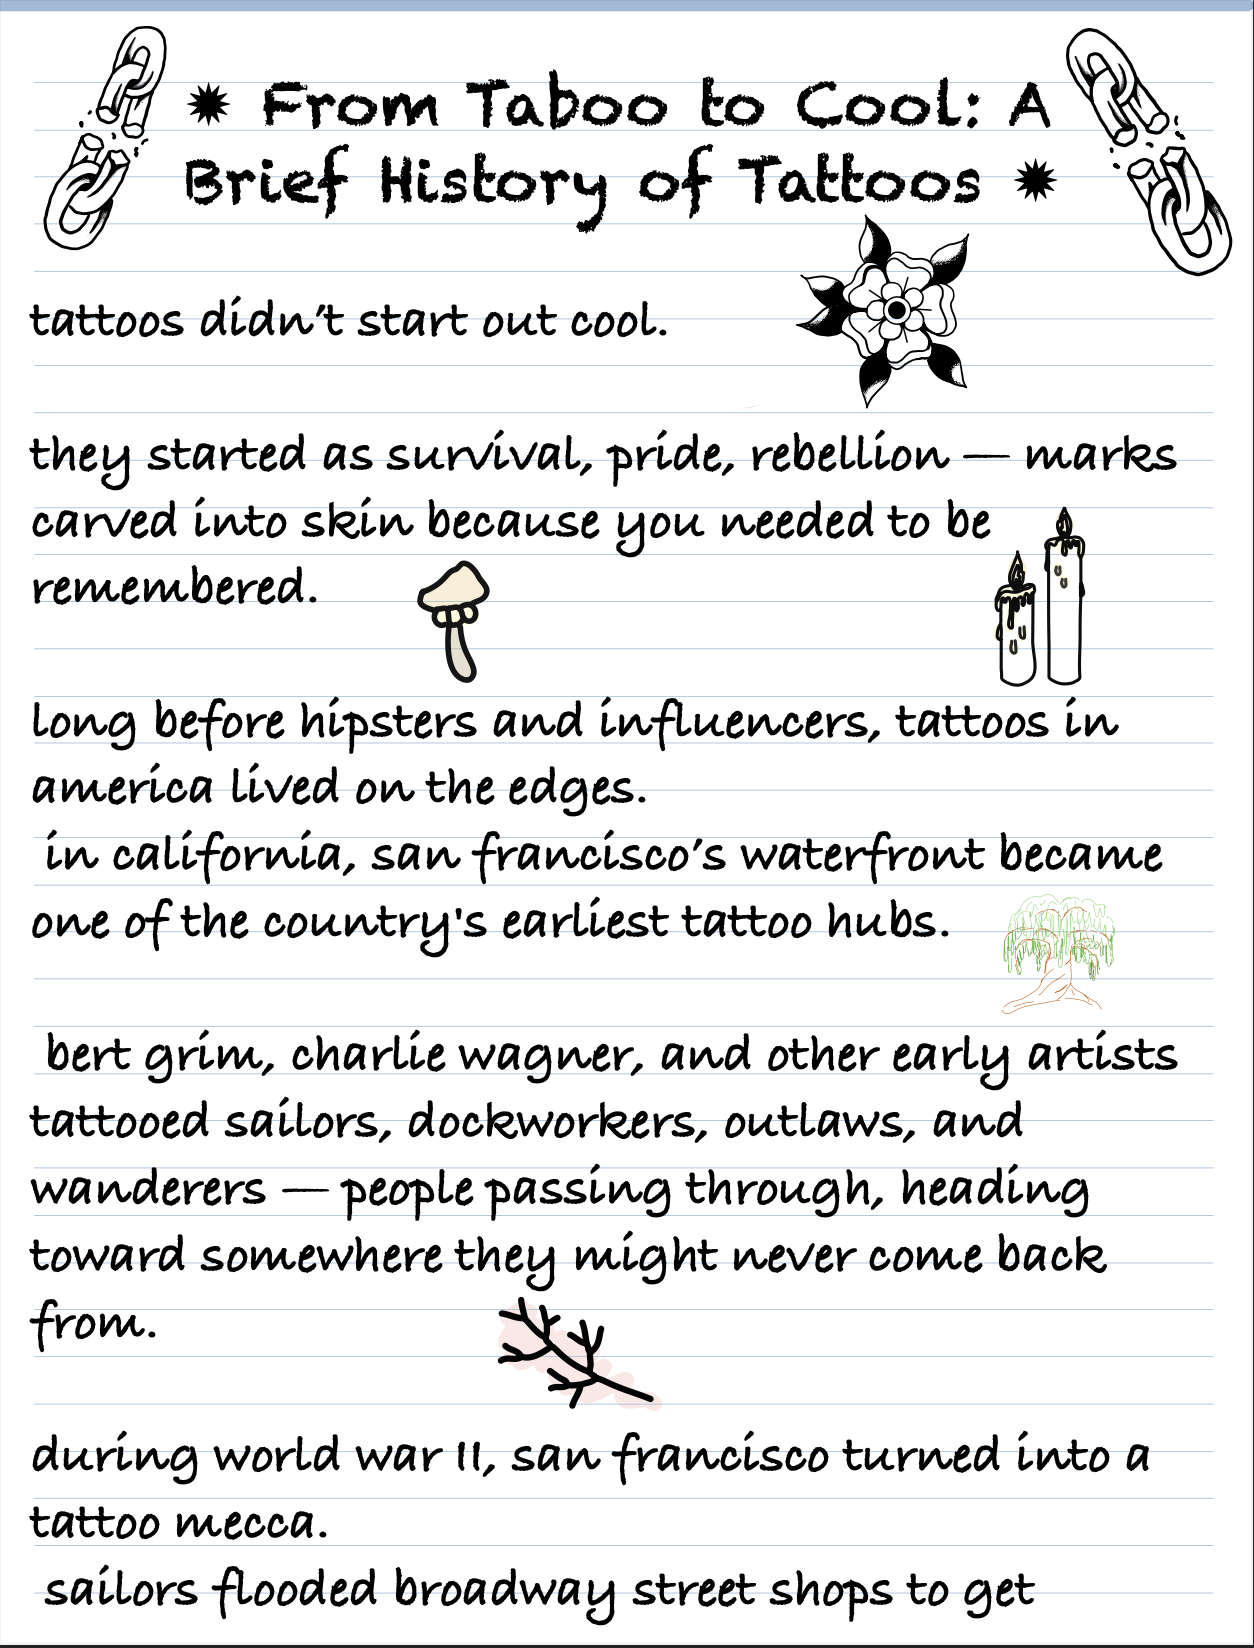 ✹ From Taboo to Cool: A
Brief History of Tattoos ✹
tattoos didn’t start out cool.
they started as survival, pride, rebellion — marks
carved into skin because you needed to be
remembered.
long before hipsters and influencers, tattoos in
america lived on the edges.
in california, san francisco’s waterfront became
one of the country's earliest tattoo hubs.
bert grim, charlie wagner, and other early artists
tattooed sailors, dockworkers, outlaws, and
wanderers — people passing through, heading
toward somewhere they might never come back
from.
during world war II, san francisco turned into a
tattoo mecca.
sailors flooded broadway street shops to get